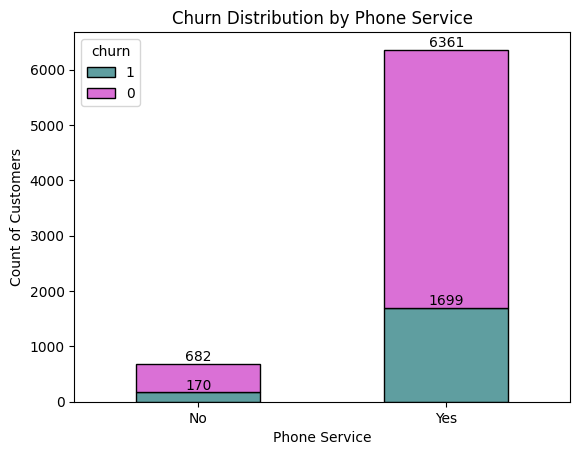 Churn Distribution by Phone Service
churn
1
0
6361
1699
682
170
6000
5000
4000
3000
2000
1000
0
Count of Customers
No
Yes
Phone Service